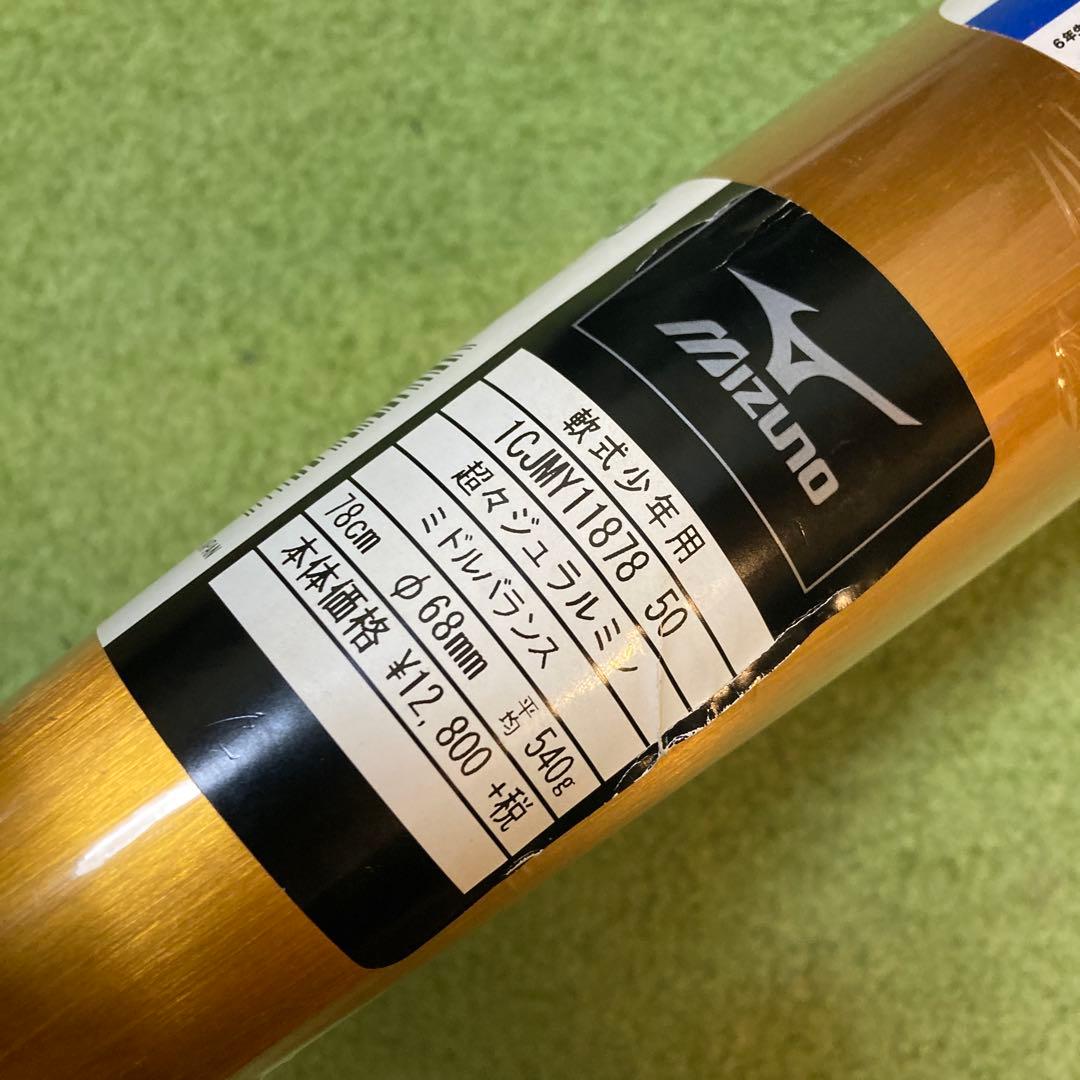 MIZUNO
軟式少年用
1CJMY11878 50
超々ジュラルミン
ミドルバランス
78cm φ68mm 平均 540g
本体価格 ¥12,800 +税